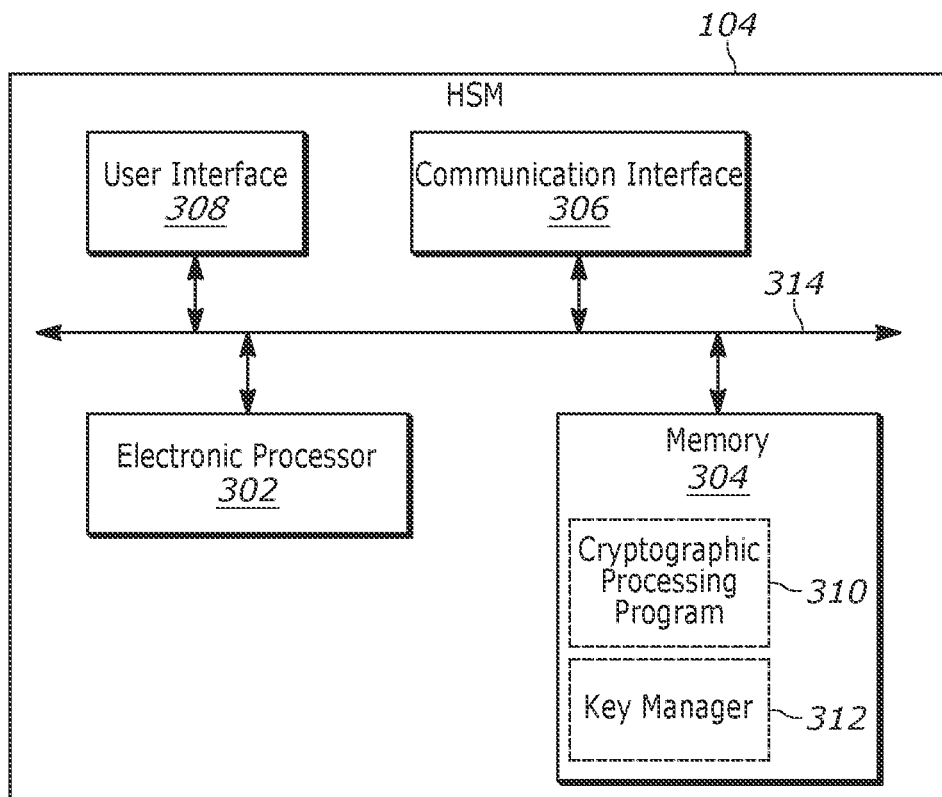 104
HSM
User Interface
308
Communication Interface
306
314
Electronic Processor
302
Memory
304
Cryptographic
Processing
Program
310
Key Manager
312